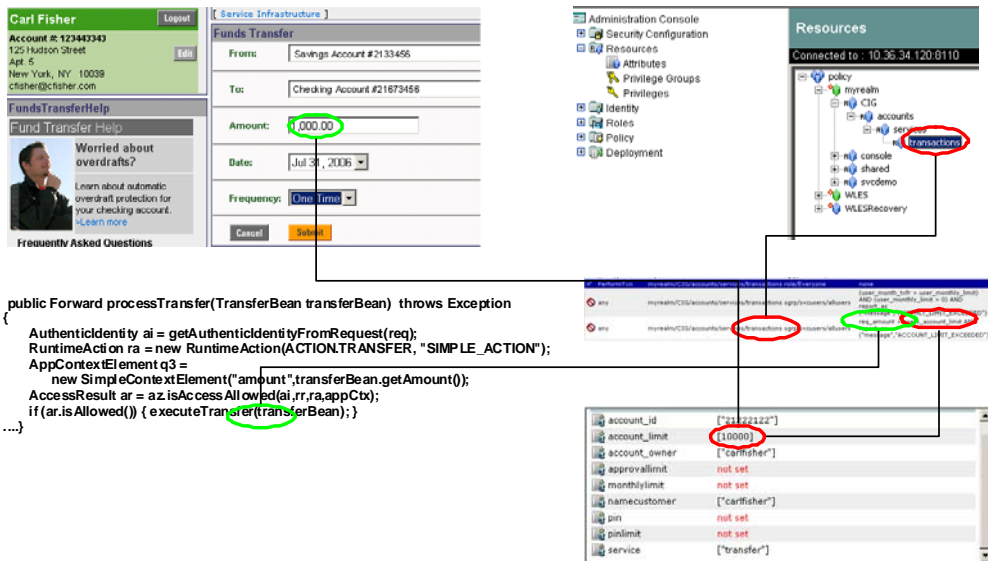 Carl Fisher
Logout
Account #: 123443343
125 Hudson Street
Edit
Apt. 5
New York, NY 10039
cfisher@ctfisher.com
FundsTransferHelp
Fund Transfer Help
Worried about
overdrafts?
Learn about automatic
overdraft protection for
your checking account.
>Learn more
Frequently Asked Questions
[ Service Infrastructure ]
Funds Transfer
From: Savings Account #2133456
To: Checking Account #21673456
Amount: ,000.00
Date: Jul 31, 2006
Frequency: One Time
Cancel Submit
Administration Console
Security Configuration
Resources
Attributes
Privilege Groups
Privileges
Identity
Roles
Policy
Deployment
Resources
Connected to : 10.36.34.120:8110
policy
myrealm
CIG
accounts
services
transactions
console
shared
svcdemo
WLES
WLESRecovery
any
any
("message","ACCOUNT_LIMIT_EXCEEDED")
public Forward processTransfer(TransferBean transferBean) throws Exception
{
AuthenticIdentity ai = getAuthenticIdentityFromRequest(req);
RuntimeAction ra = new RuntimeAction(ACTION.TRANSFER, "SIMPLE_ACTION");
AppContextElement q3 =
new SimpleContextElement("amount",transferBean.getAmount());
AccessResult ar = az.isAccessAllowed(ai,rr,ra,appCtx);
if (ar.isAllowed()) { executeTransfer(transferBean); }
....}
account_id ["21222122"]
account_limit [10000]
account_owner ["carlfisher"]
approvallimit not set
monthlylimit not set
namecustomer ["carlfisher"]
pin not set
pinlimit not set
service ["transfer"]